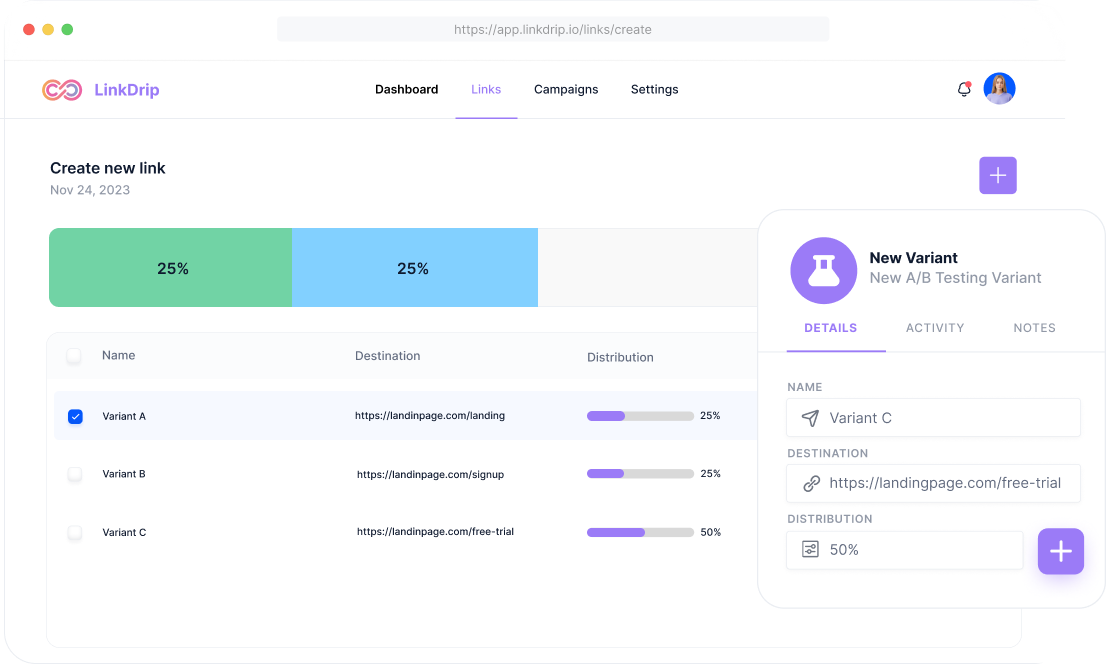 https://app.linkdrip.io/links/create
LinkDrip
Dashboard Links Campaigns Settings
Create new link
Nov 24, 2023
25% 25%
Name Destination Distribution
Variant A https://landinpage.com/landing 25%
Variant B https://landinpage.com/signup 25%
Variant C https://landinpage.com/free-trial 50%
New Variant
New A/B Testing Variant
DETAILS ACTIVITY NOTES
NAME
Variant C
DESTINATION
https://landingpage.com/free-trial
DISTRIBUTION
50%